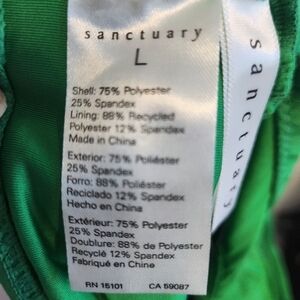 sanctuary
L
Shell: 75% Polyester
25% Spandex
Lining: 88% Recycled
Polyester 12% Spandex
Made in China
Exterior: 75% Poliéster
25% Spandex
Forro: 88% Poliéster
Reciclado 12% Spandex
Hecho en China
Extérieur: 75% Polyester
25% Spandex
Doublure: 88% de Polyester
Recyclé 12% Spandex
Fabriqué en China
RN 15101 CA 59087
sanctuary
s